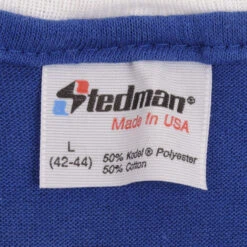 Stedman®
Made In USA
L
(42-44)
50% Kodel® Polyester
50% Cotton